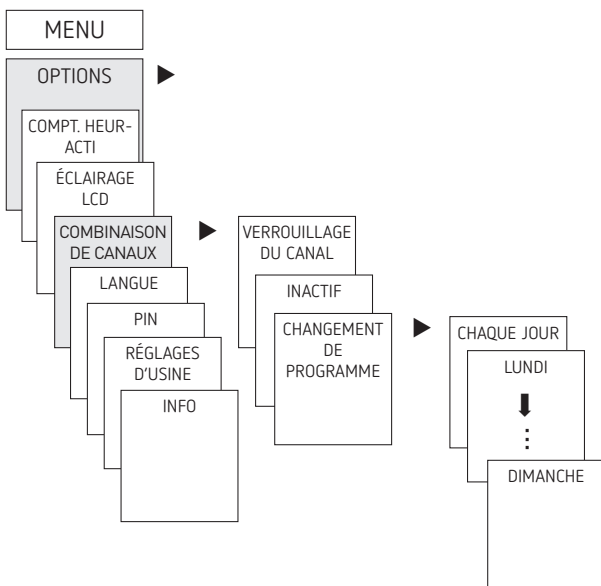 MENU
OPTIONS
COMPT. HEUR-
ACTI
ÉCLAIRAGE
LCD
COMBINAISON
DE CANAUX
LANGUE
PIN
RÉGLAGES
D'USINE
INFO
VERROUILLAGE
DU CANAL
INACTIF
CHANGEMENT
DE
PROGRAMME
CHAQUE JOUR
LUNDI
DIMANCHE